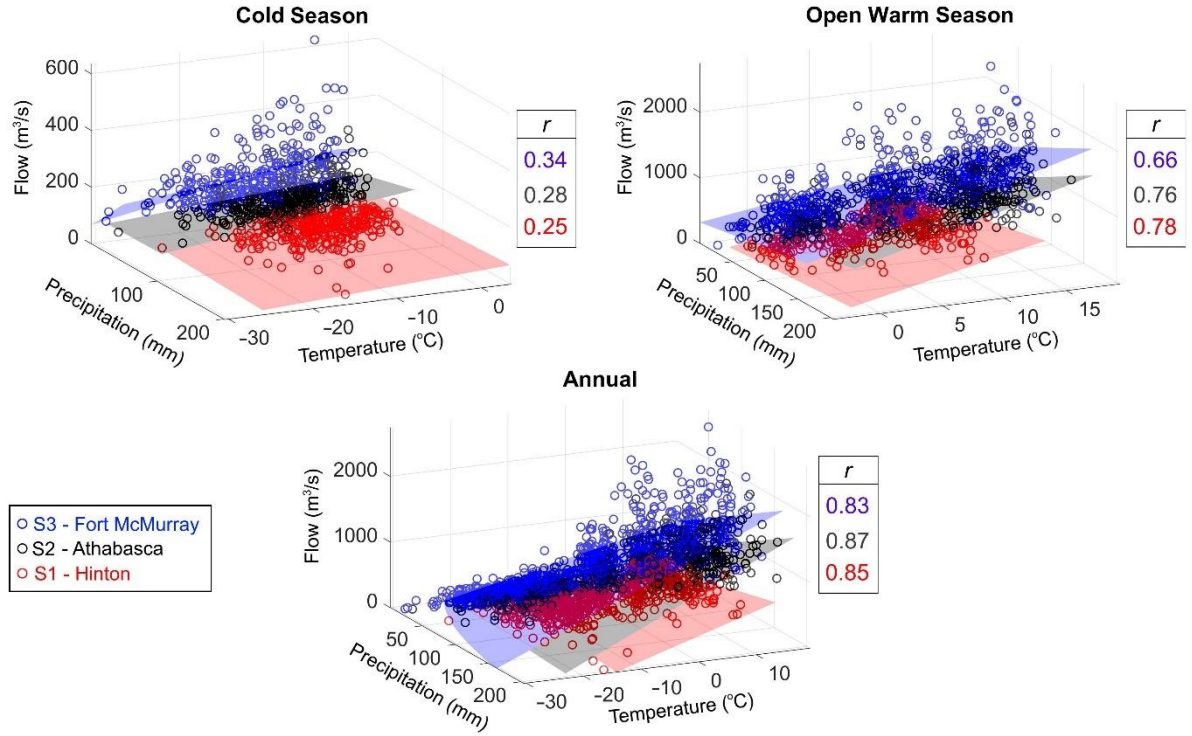 Cold Season
600
400
200
0
Flow (m³/s)
100
200
Precipitation (mm)
−30
−20
−10
0
Temperature (°C)
r
0.34
0.28
0.25
Open Warm Season
2000
1000
0
Flow (m³/s)
50
100
150
200
Precipitation (mm)
0
5
10
15
Temperature (°C)
r
0.66
0.76
0.78
Annual
2000
1000
0
Flow (m³/s)
50
100
150
200
Precipitation (mm)
−30
−20
−10
0
10
Temperature (°C)
r
0.83
0.87
0.85
S3 - Fort McMurray
S2 - Athabasca
S1 - Hinton